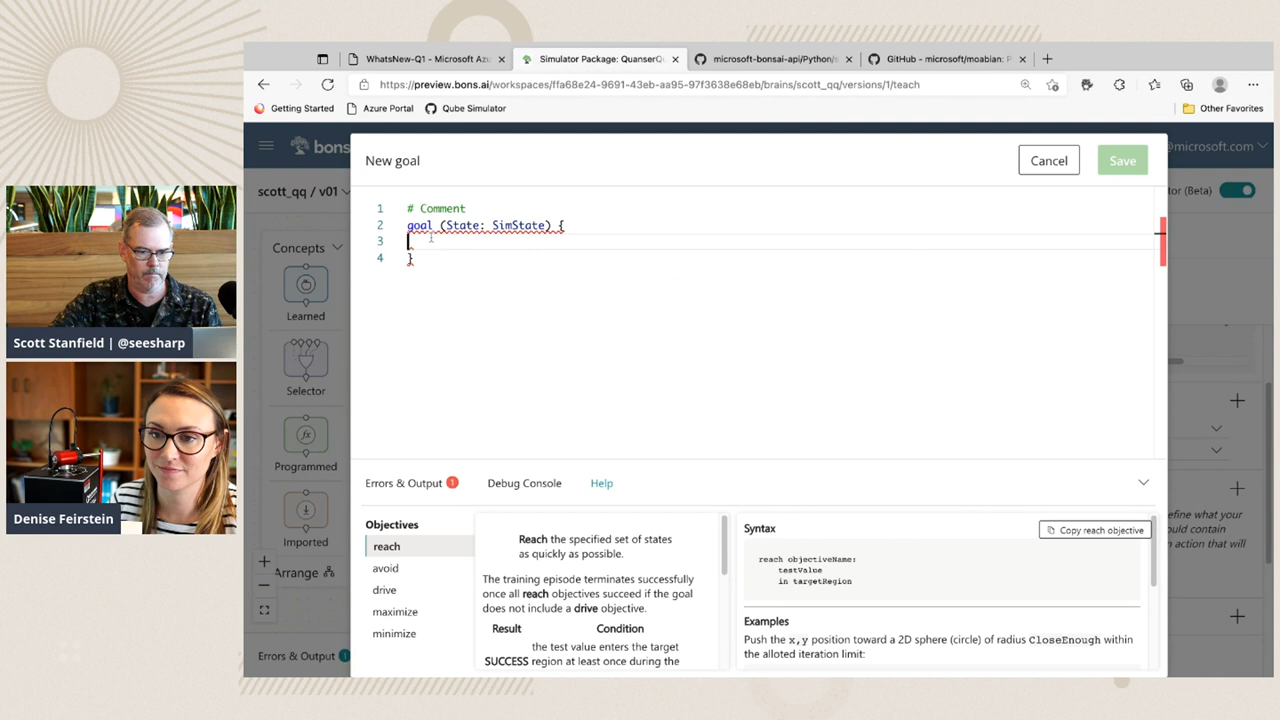 WhatsNew-Q1 - Microsoft Az
Simulator Package: QuanserQ
microsoft-bonsai-api/Python/s
GitHub - microsoft/moabian: P
https://preview.bons.ai/workspaces/ffa68e24-9691-43eb-aa95-97f3638e68eb/brains/scott_qq/versions/1/teach
Getting Started
Azure Portal
Qube Simulator
Other Favorites
bons
@microsoft.com
New goal
Cancel
Save
scott_qq / v01
tor (Beta)
1 # Comment
2 goal (State: SimState) {
3
4 }
Concepts
Learned
Selector
Programmed
Imported
Arrange
Errors & Output 1
Scott Stanfield | @seesharp
Denise Feirstein
efine what your
ould contain
n action that will
Errors & Output 1
Debug Console
Help
Objectives
reach
avoid
drive
maximize
minimize
Reach the specified set of states
as quickly as possible.
The training episode terminates successfully
once all reach objectives succeed if the goal
does not include a drive objective.
Result Condition
the test value enters the target
SUCCESS region at least once during the
Syntax
Copy reach objective
reach objectiveName:
testValue
in targetRegion
Examples
Push the x,y position toward a 2D sphere (circle) of radius CloseEnough within
the alloted iteration limit: